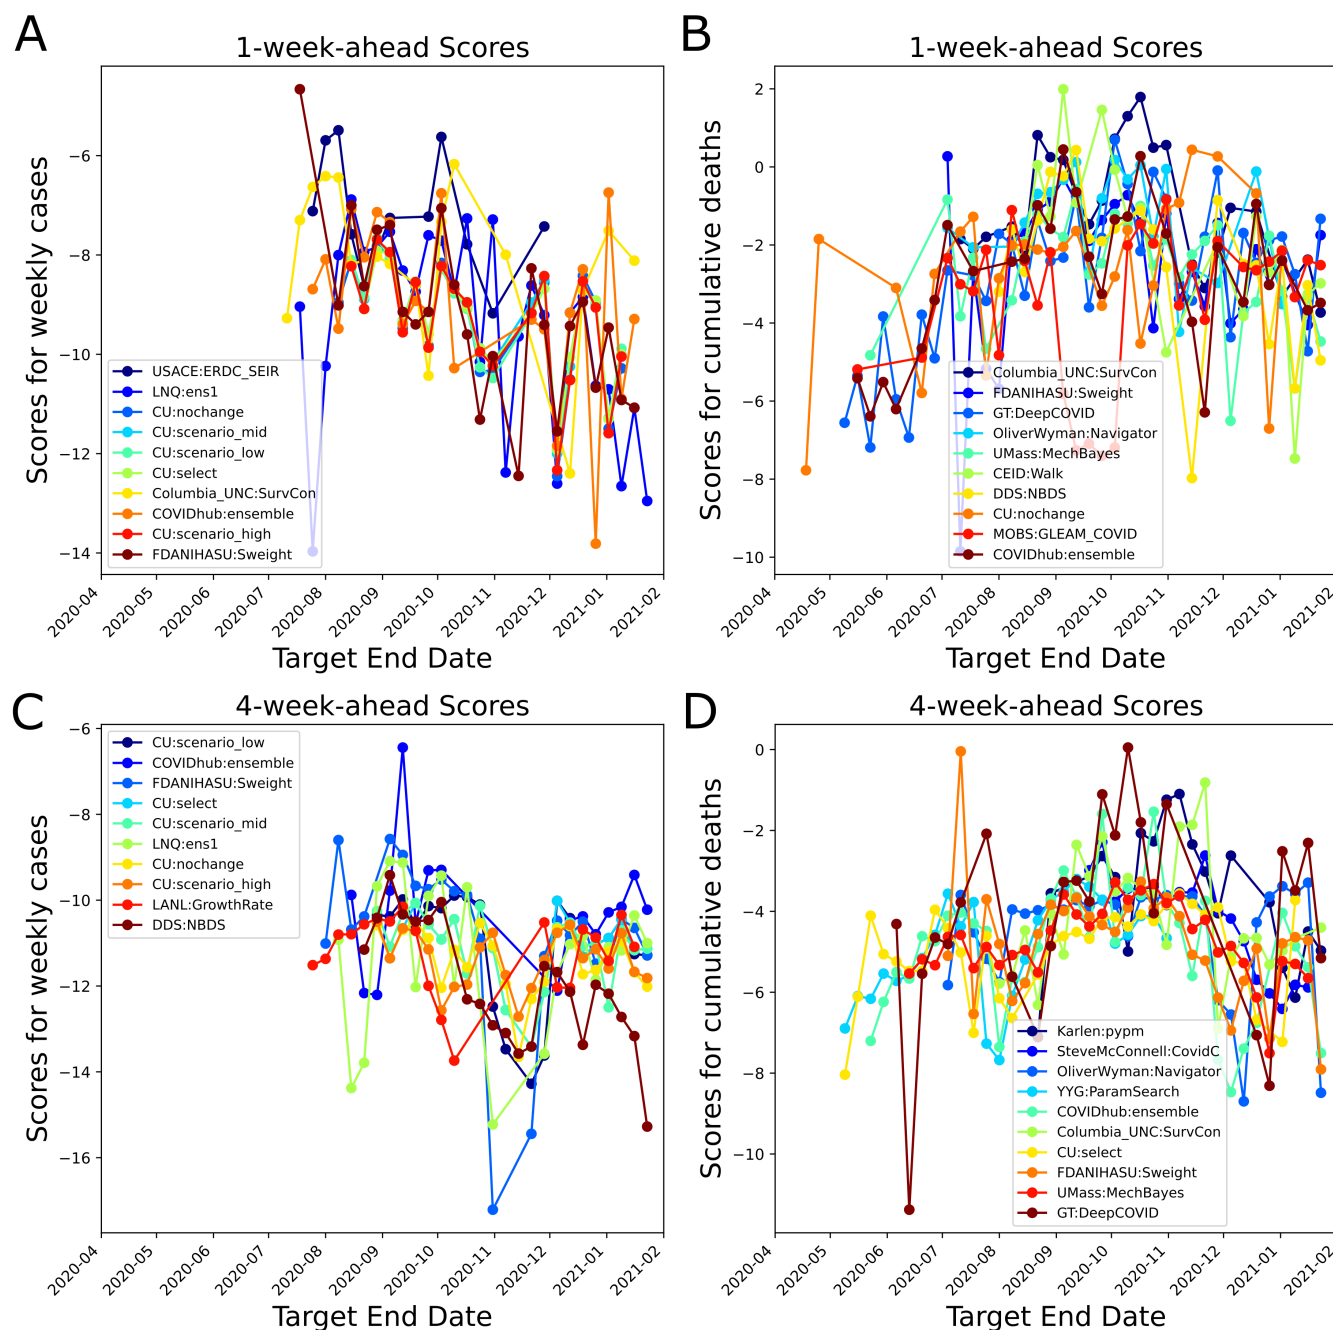 A
1-week-ahead Scores
Scores for weekly cases
−6
−8
−10
−12
−14
USACE:ERDC_SEIR
LNQ:ens1
CU:nochange
CU:scenario_mid
CU:scenario_low
CU:select
Columbia_UNC:SurvCon
COVIDhub:ensemble
CU:scenario_high
FDANIHASU:Sweight
2020-04
2020-05
2020-06
2020-07
2020-08
2020-09
2020-10
2020-11
2020-12
2021-01
2021-02
Target End Date
B
1-week-ahead Scores
Scores for cumulative deaths
2
0
−2
−4
−6
−8
−10
Columbia_UNC:SurvCon
FDANIHASU:Sweight
GT:DeepCOVID
OliverWyman:Navigator
UMass:MechBayes
CEID:Walk
DDS:NBDS
CU:nochange
MOBS:GLEAM_COVID
COVIDhub:ensemble
2020-04
2020-05
2020-06
2020-07
2020-08
2020-09
2020-10
2020-11
2020-12
2021-01
2021-02
Target End Date
C
4-week-ahead Scores
Scores for weekly cases
−6
−8
−10
−12
−14
−16
CU:scenario_low
COVIDhub:ensemble
FDANIHASU:Sweight
CU:select
CU:scenario_mid
LNQ:ens1
CU:nochange
CU:scenario_high
LANL:GrowthRate
DDS:NBDS
2020-04
2020-05
2020-06
2020-07
2020-08
2020-09
2020-10
2020-11
2020-12
2021-01
2021-02
Target End Date
D
4-week-ahead Scores
Scores for cumulative deaths
0
−2
−4
−6
−8
−10
Karlen:pypm
SteveMcConnell:CovidC
OliverWyman:Navigator
YYG:ParamSearch
COVIDhub:ensemble
Columbia_UNC:SurvCon
CU:select
FDANIHASU:Sweight
UMass:MechBayes
GT:DeepCOVID
2020-04
2020-05
2020-06
2020-07
2020-08
2020-09
2020-10
2020-11
2020-12
2021-01
2021-02
Target End Date